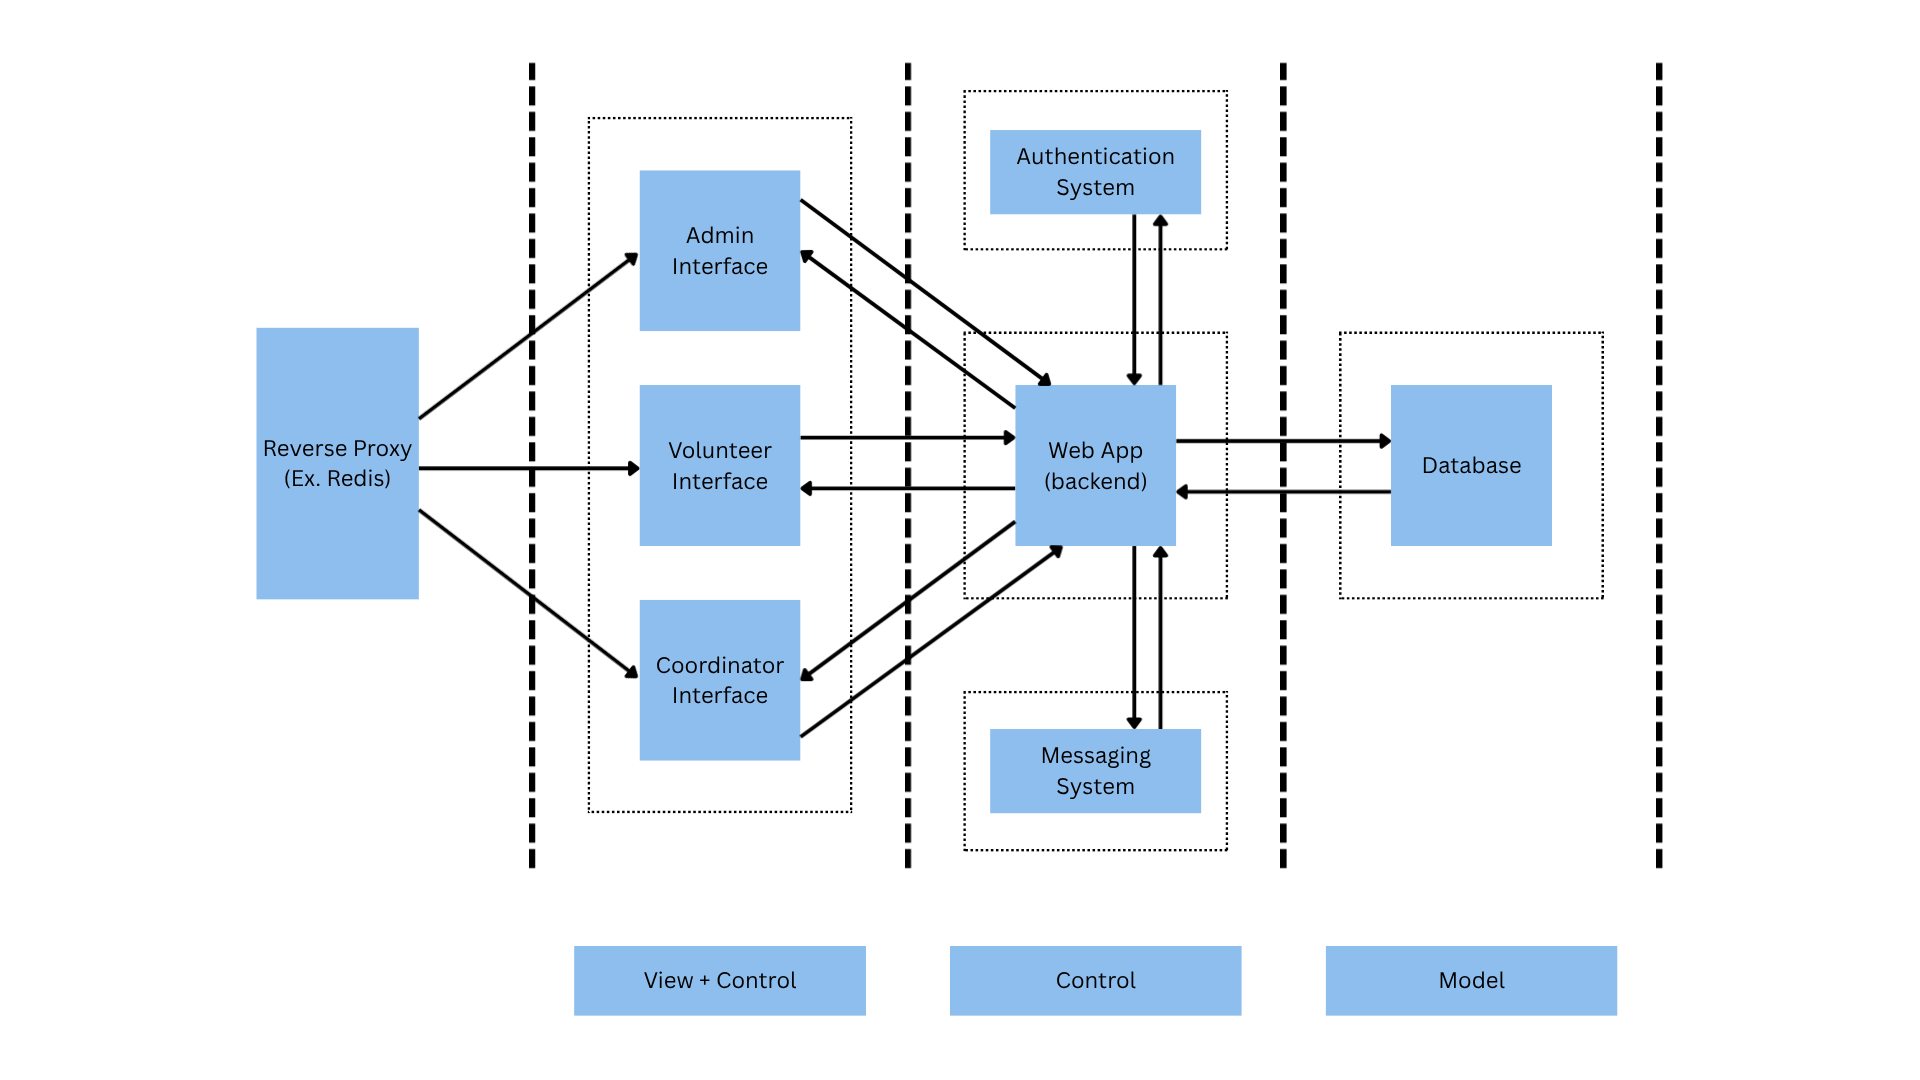 Reverse Proxy
(Ex. Redis)
Admin
Interface
Volunteer
Interface
Coordinator
Interface
Authentication
System
Web App
(backend)
Messaging
System
Database
View + Control
Control
Model